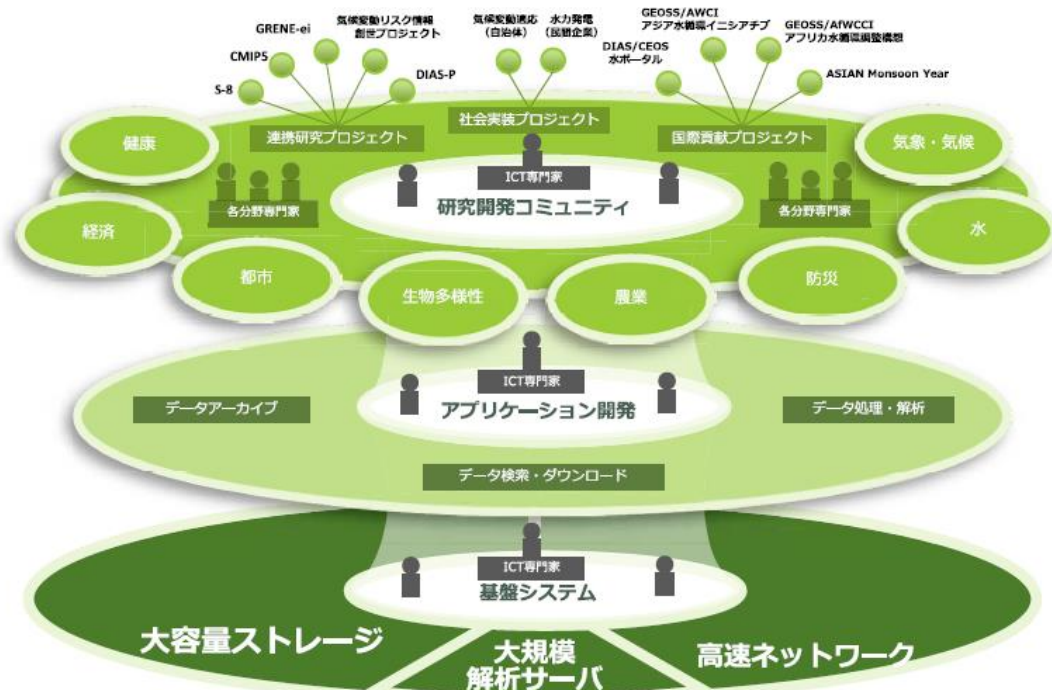 GRENE-ei
気候変動リスク情報
創世プロジェクト
気候変動適応
(自治体)
水力発電
(民間企業)
GEOSS/AWCI
アジア水循環イニシアチブ
GEOSS/AfWCCI
アフリカ水循環調整構想
CMIP5
DIAS/CEOS
水ポータル
S-8
DIAS-P
ASIAN Monsoon Year
連携研究プロジェクト
社会実装プロジェクト
国際貢献プロジェクト
健康
気象・気候
ICT専門家
研究開発コミュニティ
各分野専門家
各分野専門家
経済
水
都市
防災
生物多様性
農業
ICT専門家
アプリケーション開発
データアーカイブ
データ処理・解析
データ検索・ダウンロード
ICT専門家
基盤システム
大容量ストレージ
大規模
解析サーバ
高速ネットワーク